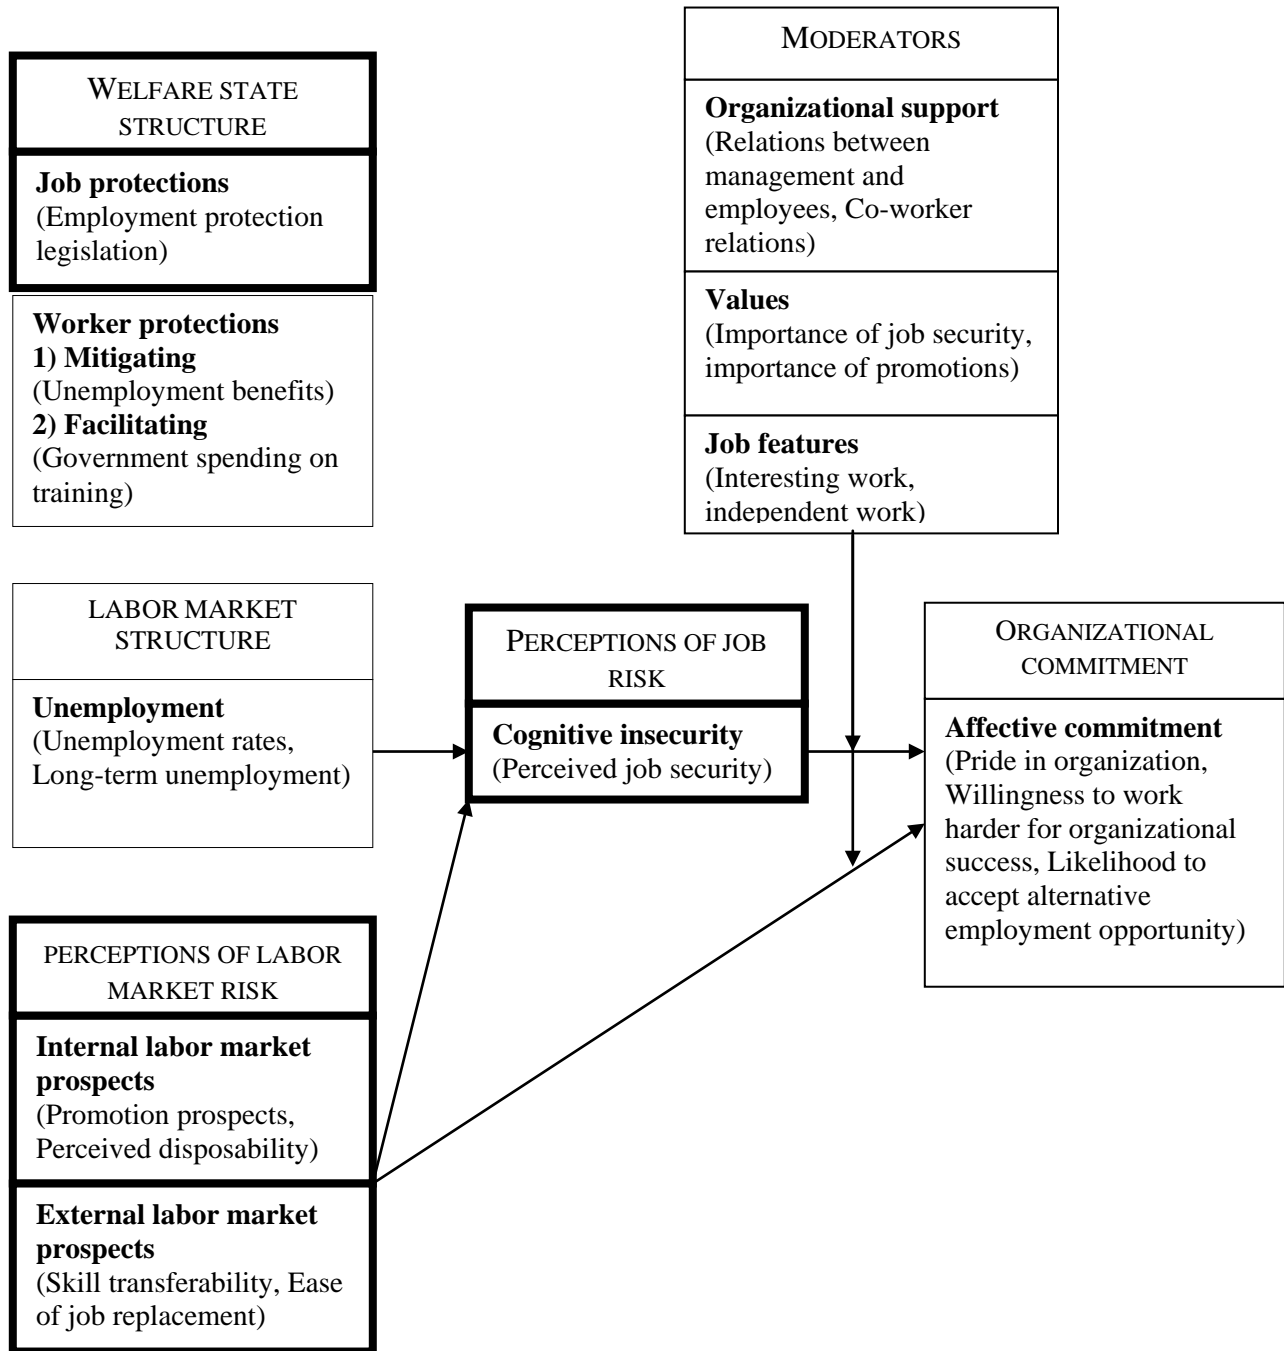 WELFARE STATE
STRUCTURE
Job protections
(Employment protection
legislation)
Worker protections
1) Mitigating
(Unemployment benefits)
2) Facilitating
(Government spending on
training)
MODERATORS
Organizational support
(Relations between
management and
employees, Co-worker
relations)
Values
(Importance of job security,
importance of promotions)
Job features
(Interesting work,
independent work)
LABOR MARKET
STRUCTURE
Unemployment
(Unemployment rates,
Long-term unemployment)
PERCEPTIONS OF JOB
RISK
Cognitive insecurity
(Perceived job security)
ORGANIZATIONAL
COMMITMENT
Affective commitment
(Pride in organization,
Willingness to work
harder for organizational
success, Likelihood to
accept alternative
employment opportunity)
PERCEPTIONS OF LABOR
MARKET RISK
Internal labor market
prospects
(Promotion prospects,
Perceived disposability)
External labor market
prospects
(Skill transferability, Ease
of job replacement)